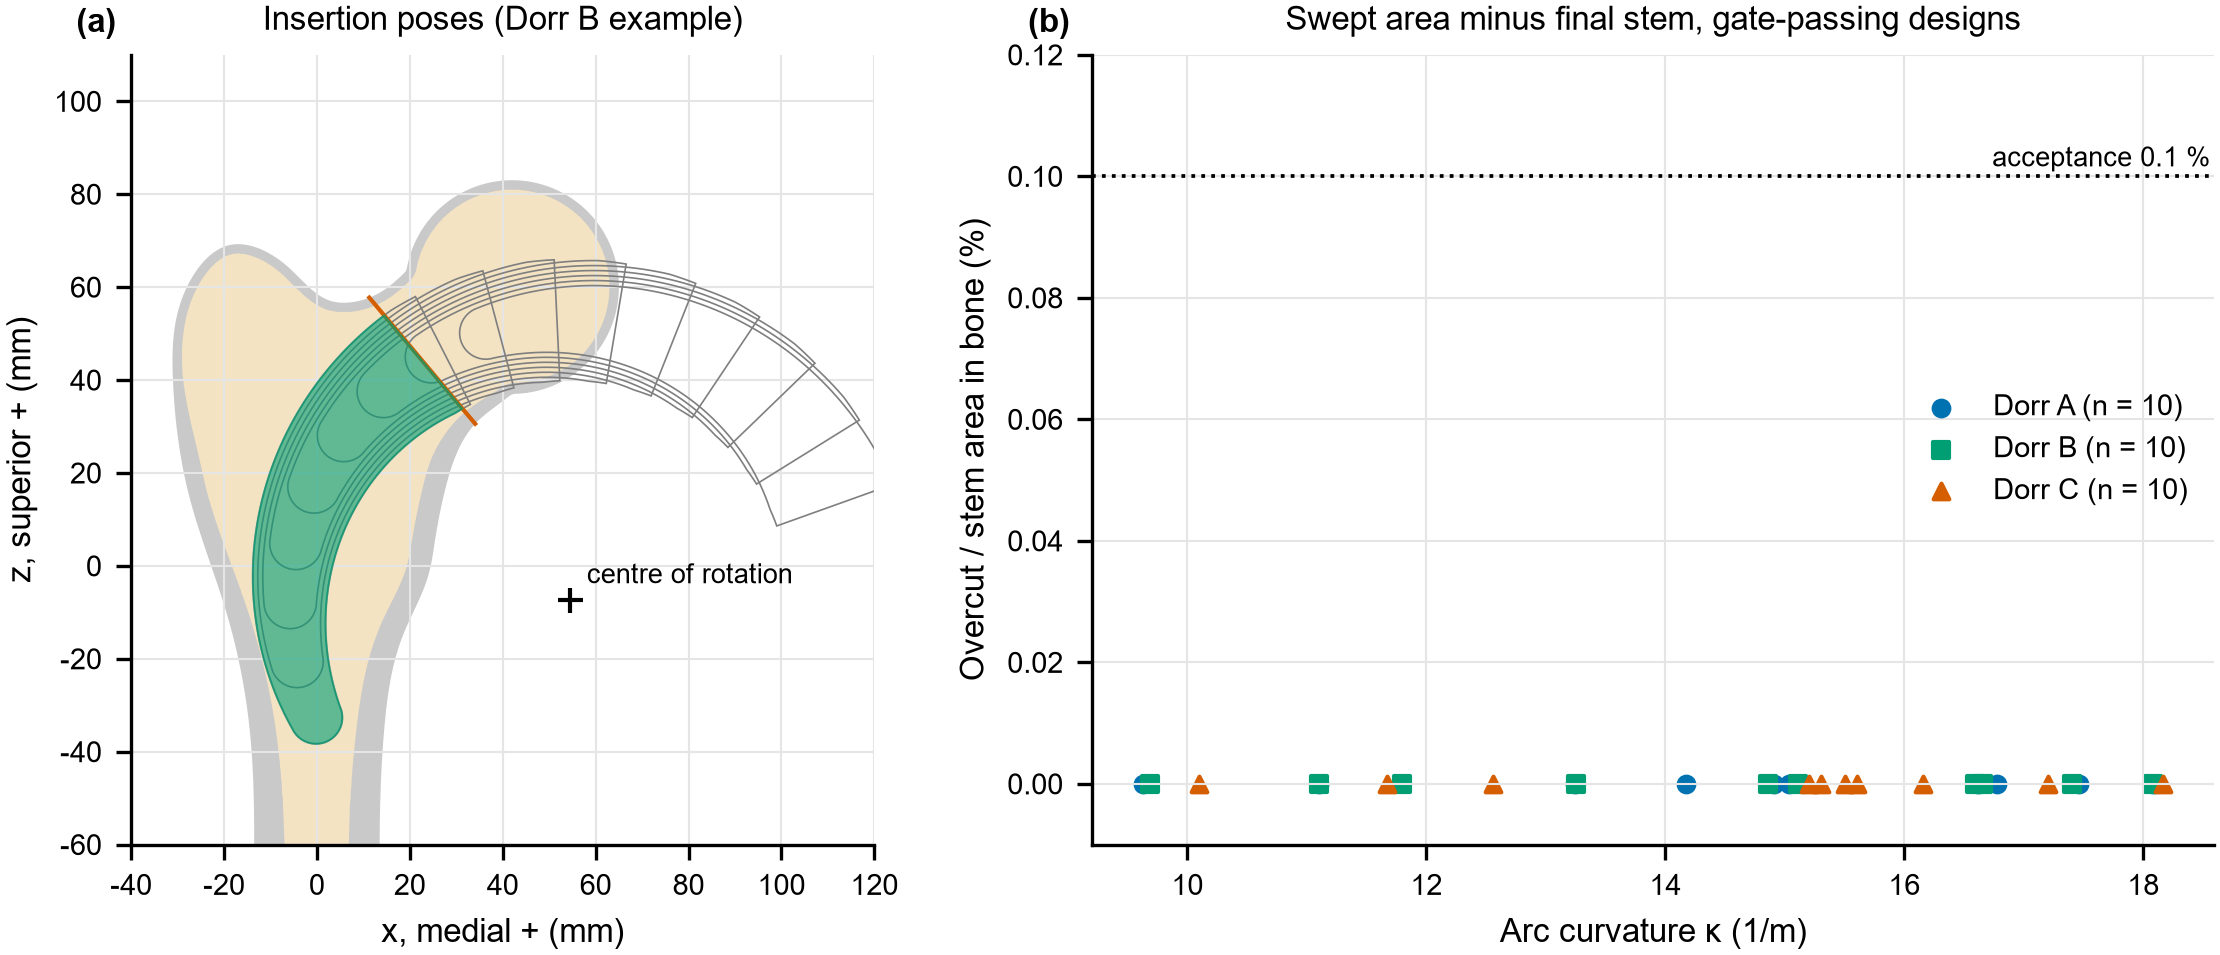 (a)
Insertion poses (Dorr B example)
z, superior + (mm)
100
80
60
40
20
0
-20
-40
-60
-40
-20
0
20
40
60
80
100
120
x, medial + (mm)
centre of rotation
(b)
Swept area minus final stem, gate-passing designs
Overcut / stem area in bone (%)
0.12
0.10
0.08
0.06
0.04
0.02
0.00
acceptance 0.1 %
Dorr A (n = 10)
Dorr B (n = 10)
Dorr C (n = 10)
10
12
14
16
18
Arc curvature κ (1/m)